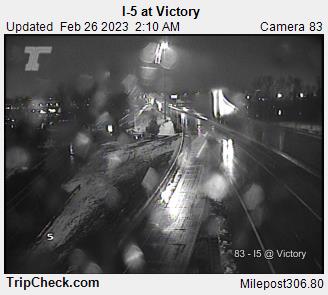 I-5 at Victory
Updated Feb 26 2023 2:10 AM Camera 83
T
S
83 - I5 @ Victory
TripCheck.com Milepost306.80